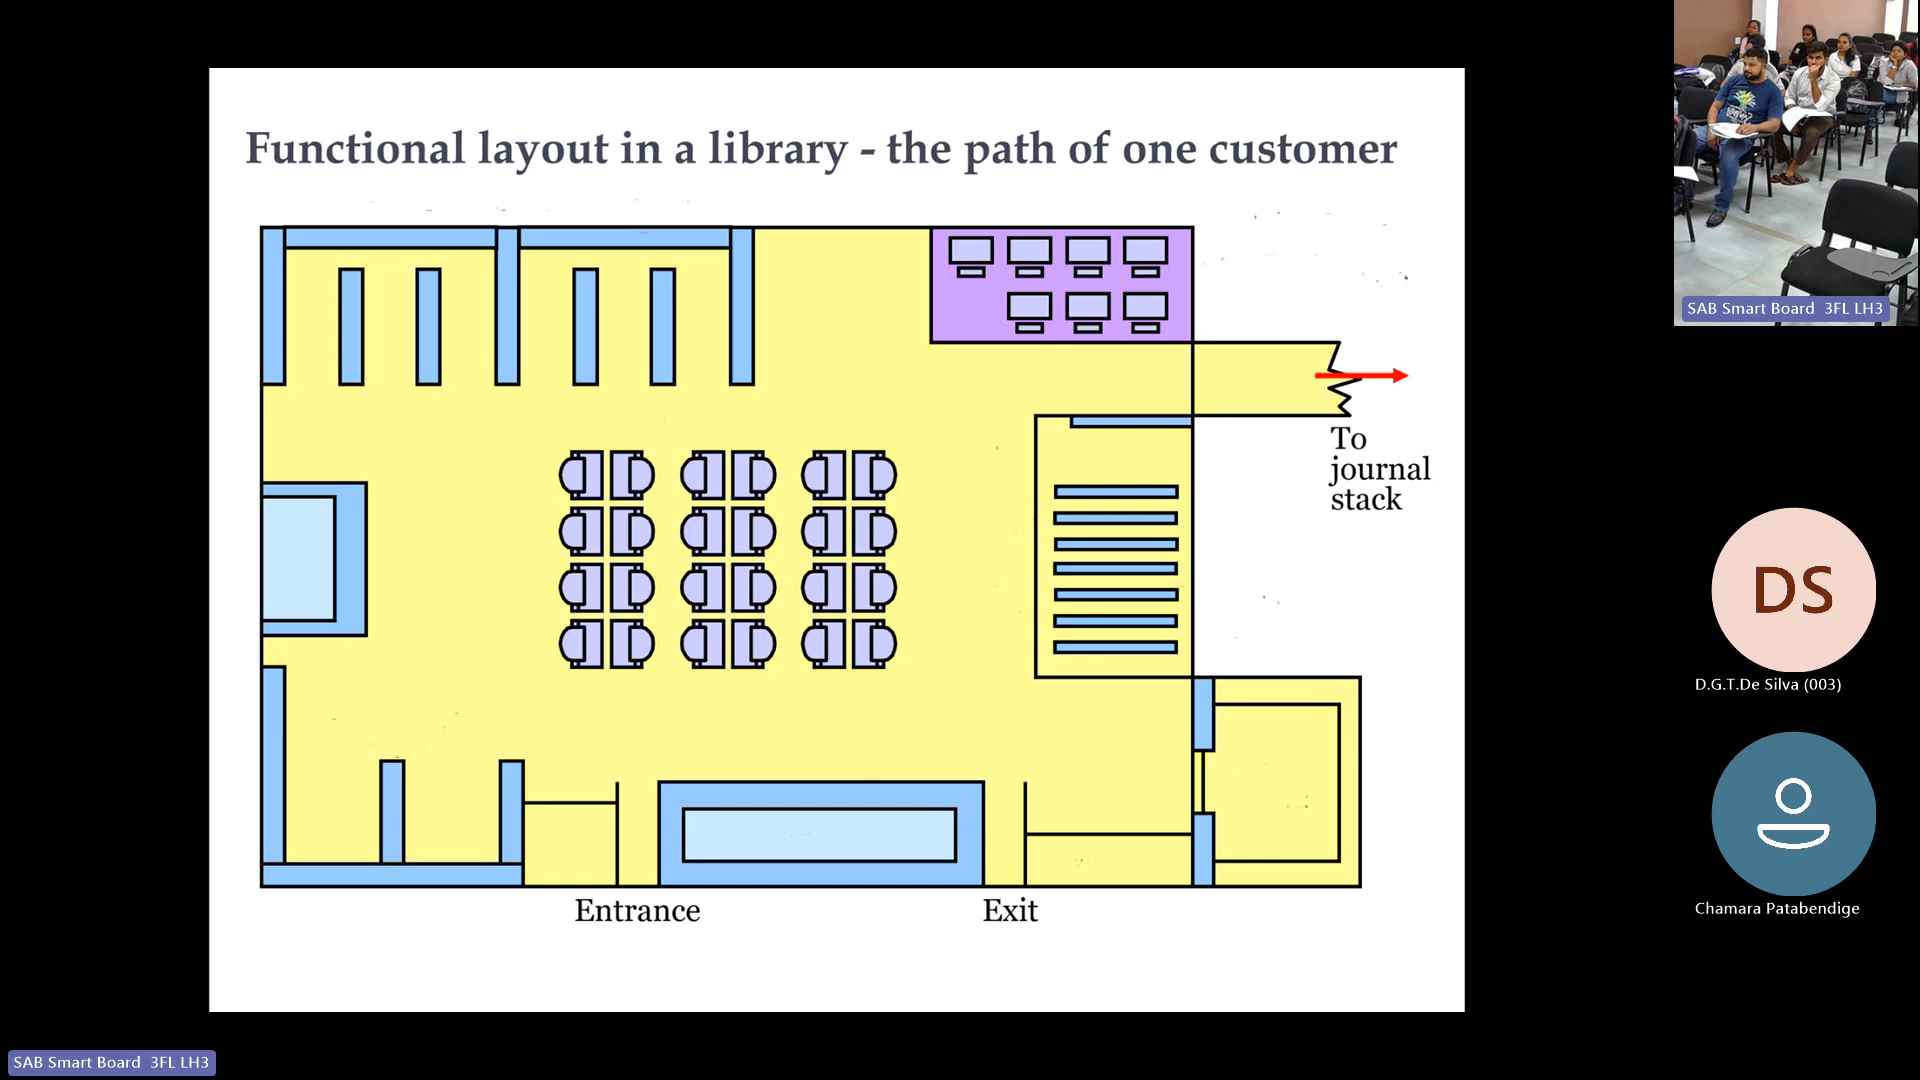 Functional layout in a library - the path of one customer
To
journal
stack
Entrance
Exit
SAB Smart Board 3FL LH3
DS
D.G.T.De Silva (003)
Chamara Patabendige
SAB Smart Board 3FL LH3